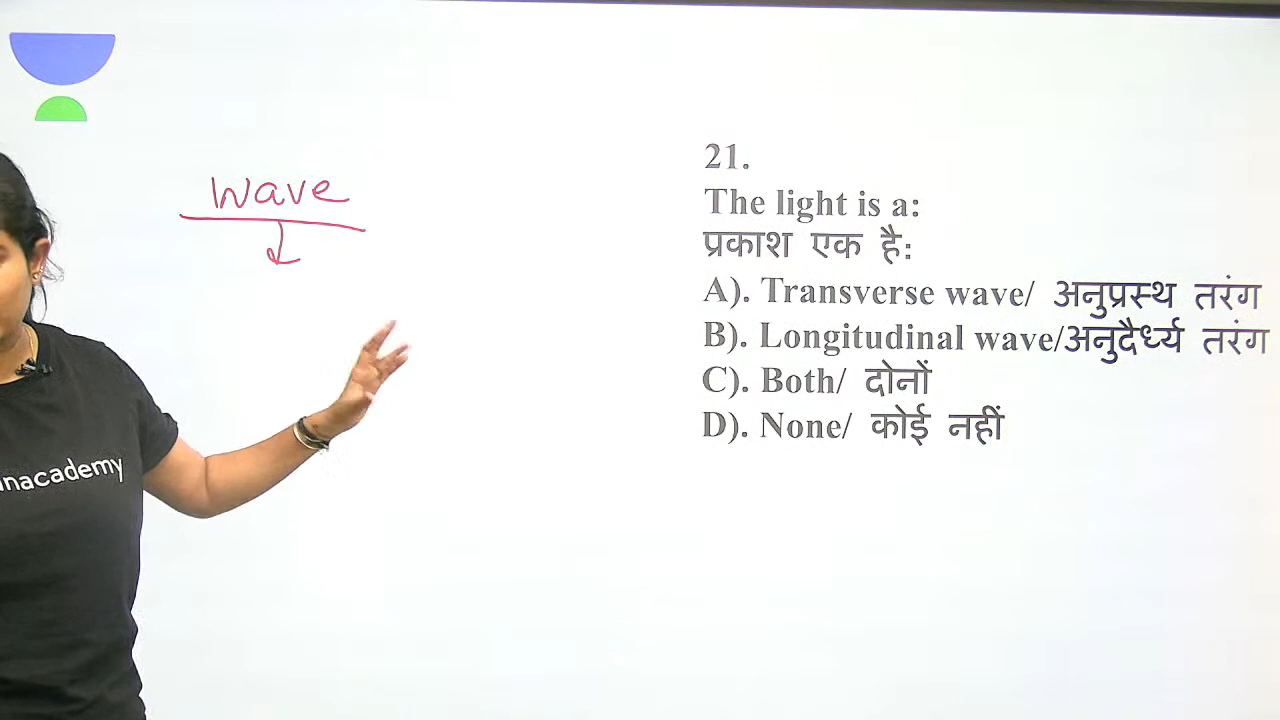 wave
21.
The light is a:
प्रकाश एक है:
A). Transverse wave/ अनुप्रस्थ तरंग
B). Longitudinal wave/अनुदैर्ध्य तरंग
C). Both/ दोनों
D). None/ कोई नहीं
nacademy